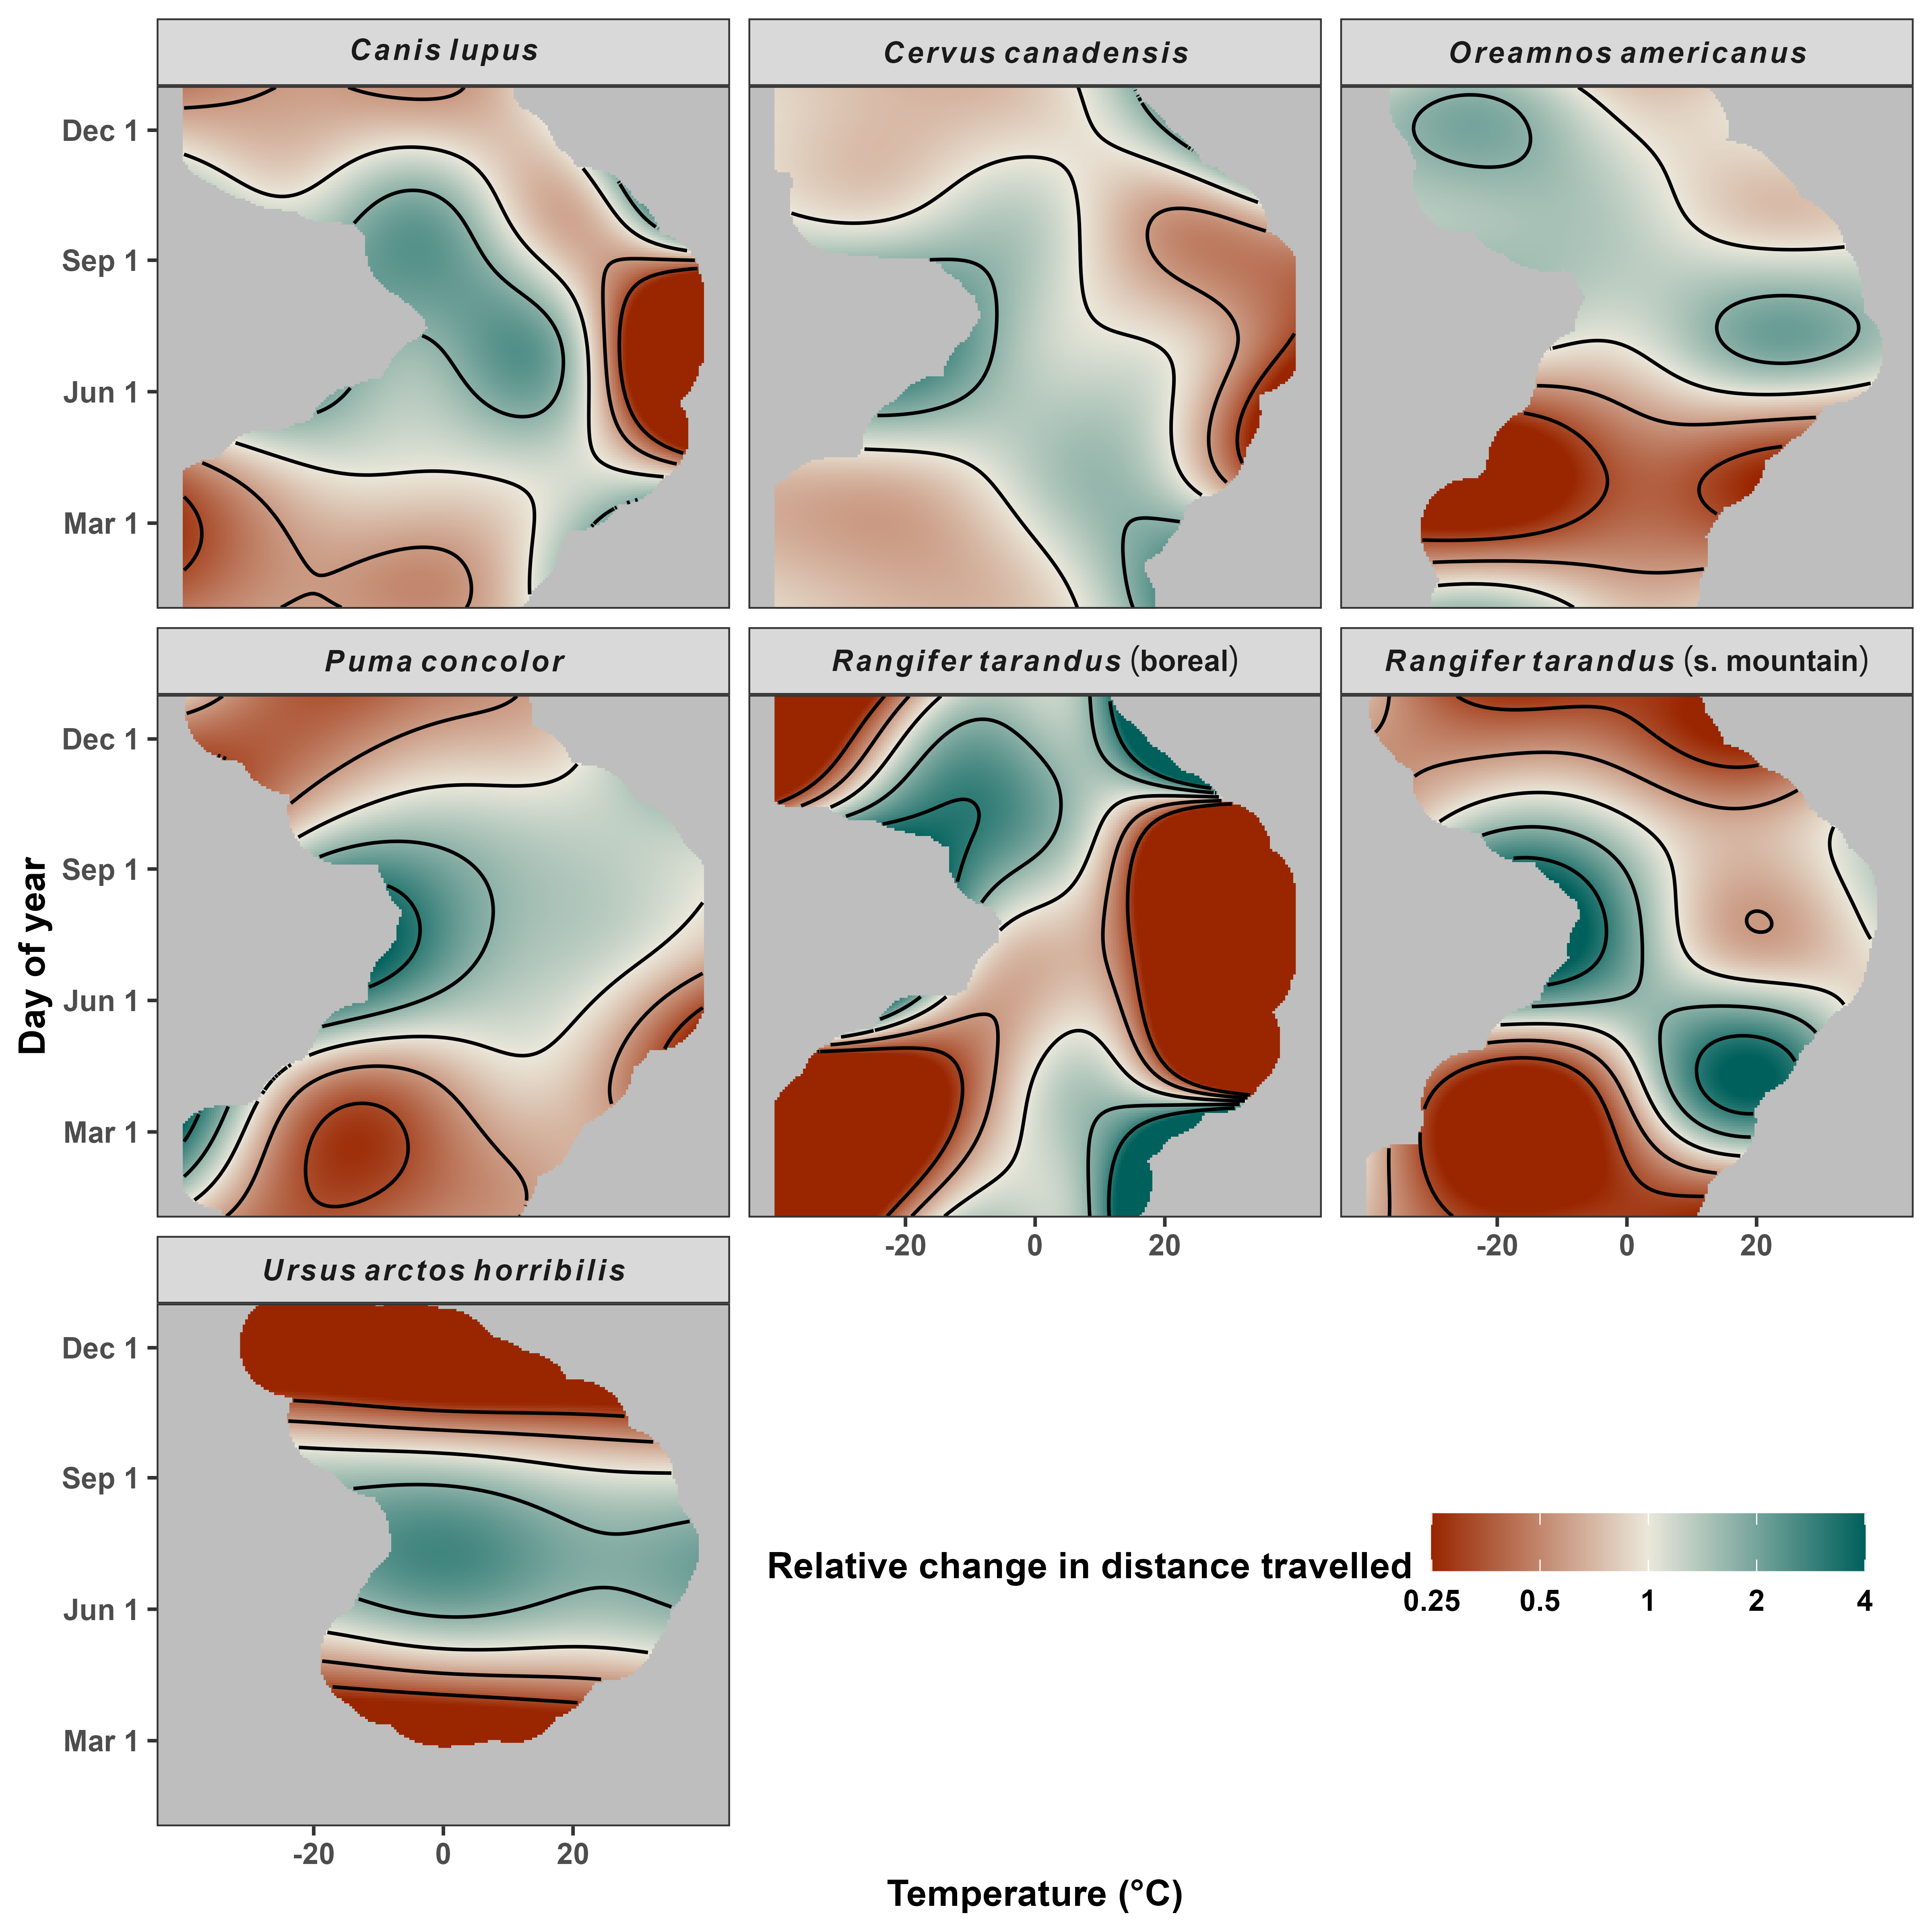 Canis lupus
Cervus canadensis
Oreamnos americanus
Dec 1
Sep 1
Jun 1
Mar 1
Puma concolor
Rangifer tarandus (boreal)
Rangifer tarandus (s. mountain)
Dec 1
Sep 1
Jun 1
Mar 1
-20 0 20
-20 0 20
Ursus arctos horribilis
Dec 1
Sep 1
Jun 1
Mar 1
-20 0 20
Day of year
Relative change in distance travelled
0.25 0.5 1 2 4
Temperature (°C)